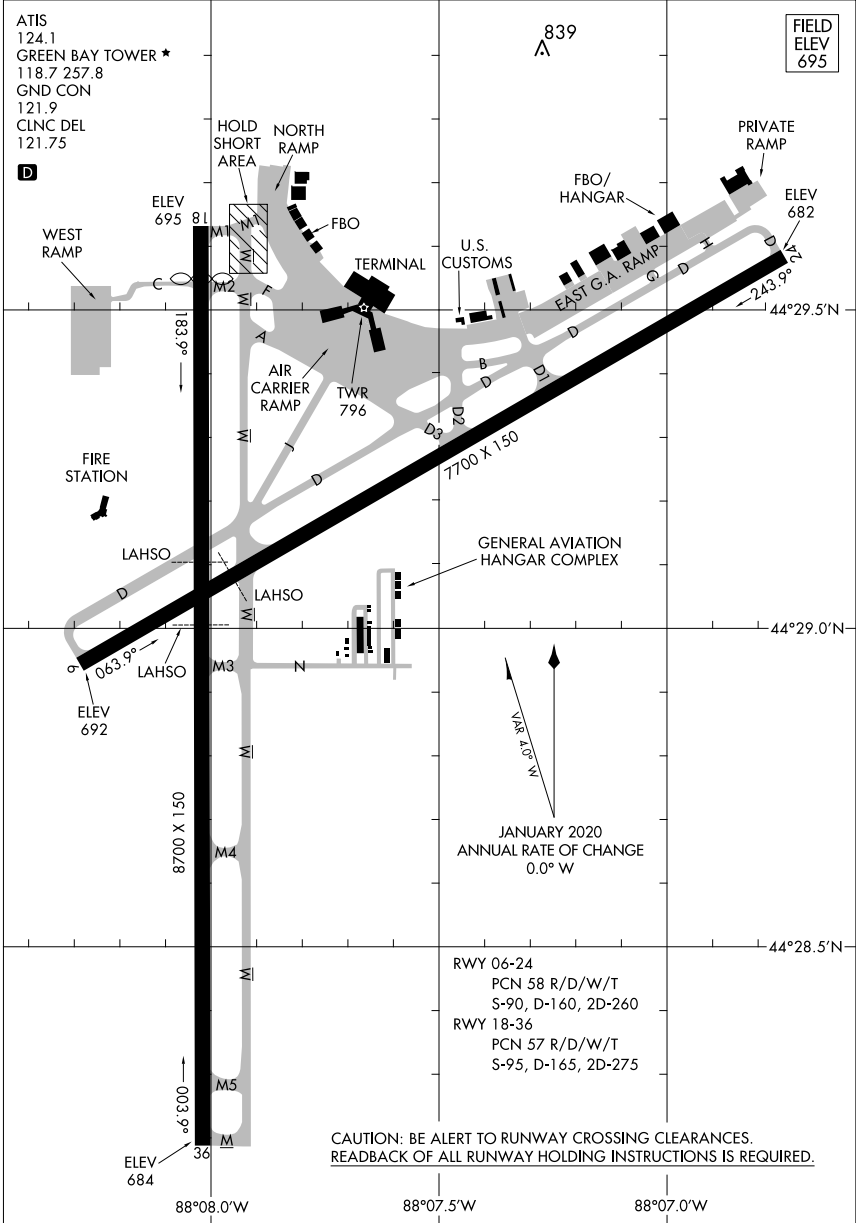 ATIS
124.1
GREEN BAY TOWER ★
118.7 257.8
GND CON
121.9
CLNC DEL
121.75
D
839
FIELD
ELEV
695
HOLD
SHORT
AREA
NORTH
RAMP
PRIVATE
RAMP
FBO/
HANGAR
ELEV
695
18
M1
M1
FBO
ELEV
682
WEST
RAMP
U.S.
CUSTOMS
TERMINAL
EAST G.A. RAMP
H
G
D
D
24
243.9°
C
M2
M
M
F
A
183.9°
44°29.5'N
AIR
CARRIER
RAMP
TWR
796
D
B
D
D1
D2
D3
M
J
D
7700 X 150
FIRE
STATION
GENERAL AVIATION
HANGAR COMPLEX
LAHSO
LAHSO
D
M
44°29.0'N
6
063.9°
LAHSO
M3
N
ELEV
692
M
VAR 4.0° W
8700 X 150
M4
JANUARY 2020
ANNUAL RATE OF CHANGE
0.0° W
44°28.5'N
M
RWY 06-24
PCN 58 R/D/W/T
S-90, D-160, 2D-260
RWY 18-36
PCN 57 R/D/W/T
S-95, D-165, 2D-275
003.9°
M5
M
36
ELEV
684
CAUTION: BE ALERT TO RUNWAY CROSSING CLEARANCES.
READBACK OF ALL RUNWAY HOLDING INSTRUCTIONS IS REQUIRED.
88°08.0'W
88°07.5'W
88°07.0'W